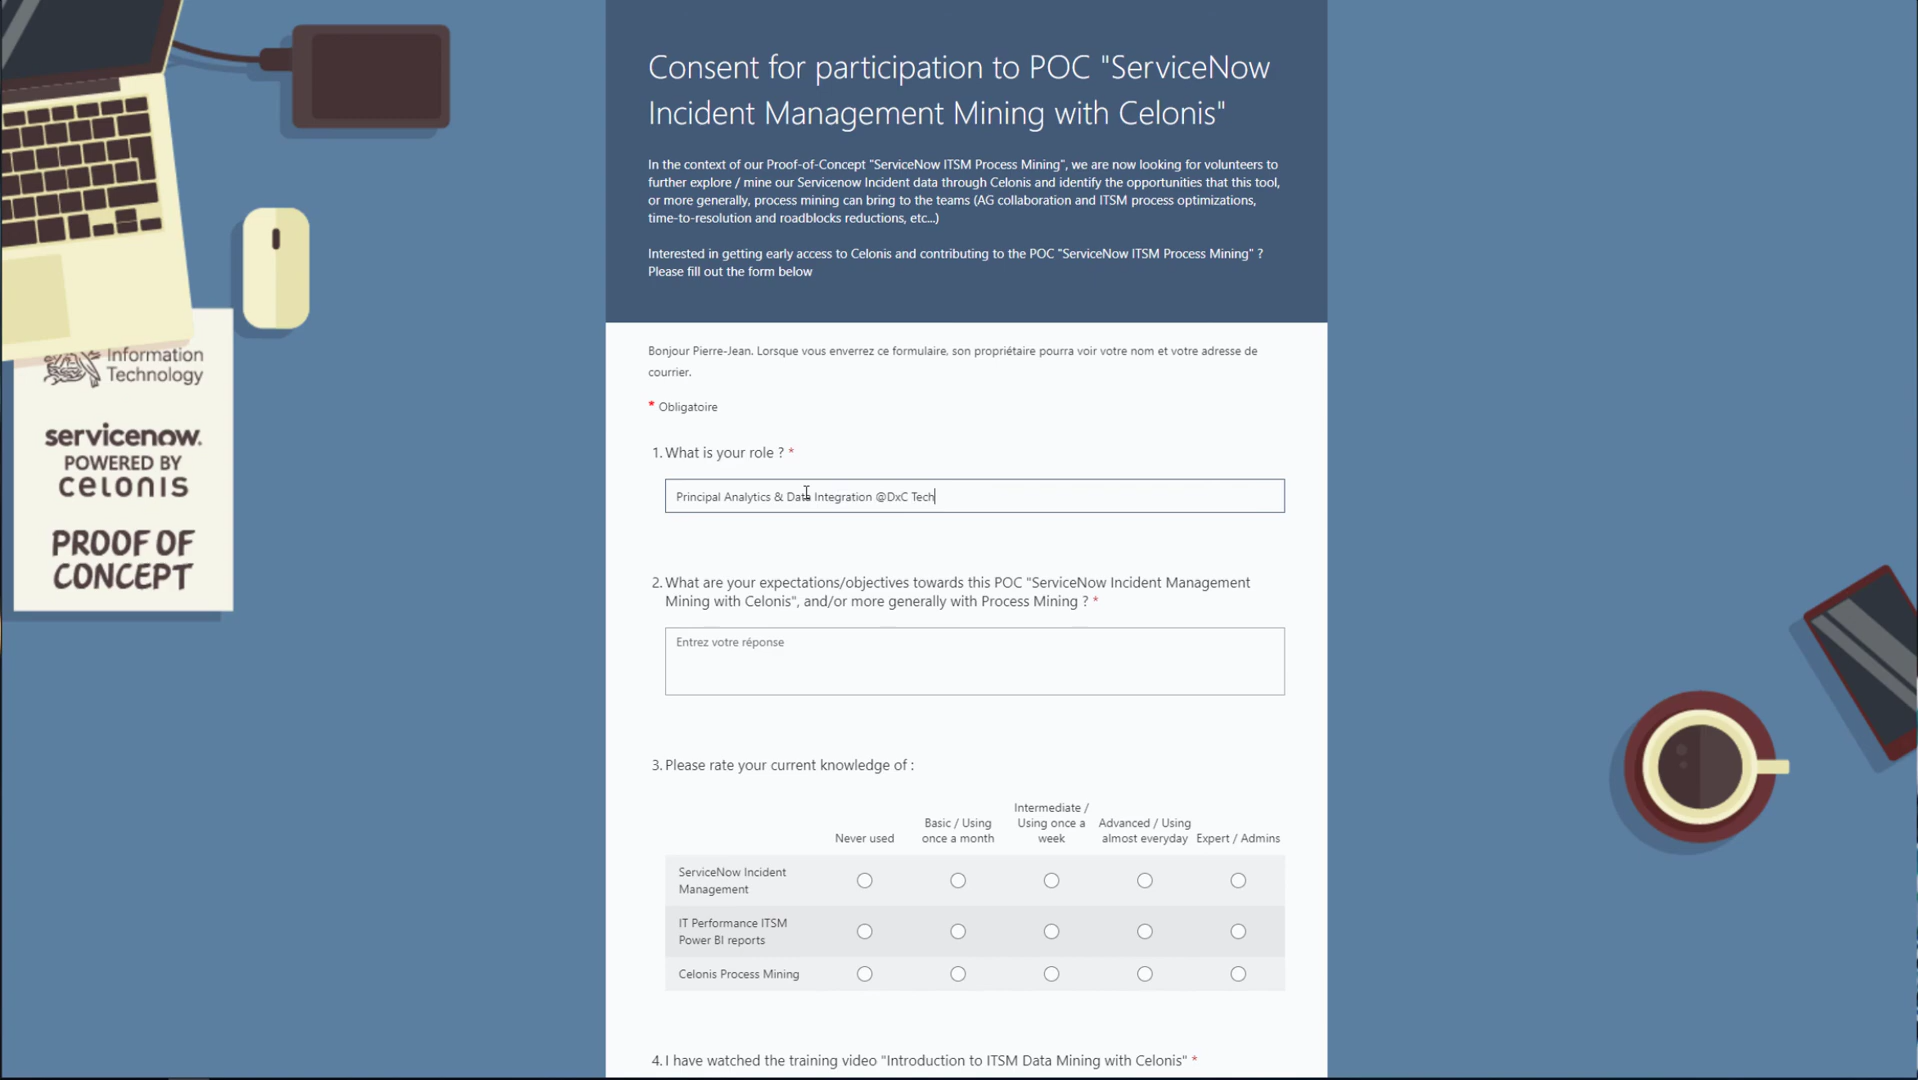 Consent for participation to POC "ServiceNow
Incident Management Mining with Celonis"
In the context of our Proof-of-Concept "ServiceNow ITSM Process Mining", we are now looking for volunteers to
further explore / mine our Servicenow Incident data through Celonis and identify the opportunities that this tool,
or more generally, process mining can bring to the teams (AG collaboration and ITSM process optimizations,
time-to-resolution and roadblocks reductions, etc...)
Interested in getting early access to Celonis and contributing to the POC "ServiceNow ITSM Process Mining" ?
Please fill out the form below
Information
Technology
servicenow.
POWERED BY
celonis
PROOF OF
CONCEPT
Bonjour Pierre-Jean. Lorsque vous enverrez ce formulaire, son propriétaire pourra voir votre nom et votre adresse de
courrier.
* Obligatoire
1. What is your role ? *
Principal Analytics & Data Integration @DxC Tech
2. What are your expectations/objectives towards this POC "ServiceNow Incident Management
Mining with Celonis", and/or more generally with Process Mining ? *
Entrez votre réponse
3. Please rate your current knowledge of :
Never used
Basic / Using
once a month
Intermediate /
Using once a
week
Advanced / Using
almost everyday
Expert / Admins
ServiceNow Incident
Management
IT Performance ITSM
Power BI reports
Celonis Process Mining
4. I have watched the training video "Introduction to ITSM Data Mining with Celonis" *